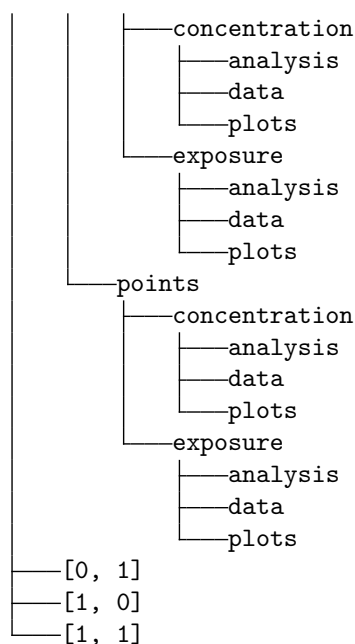 concentration
analysis
data
plots
exposure
analysis
data
plots
points
concentration
analysis
data
plots
exposure
analysis
data
plots
[0, 1]
[1, 0]
[1, 1]